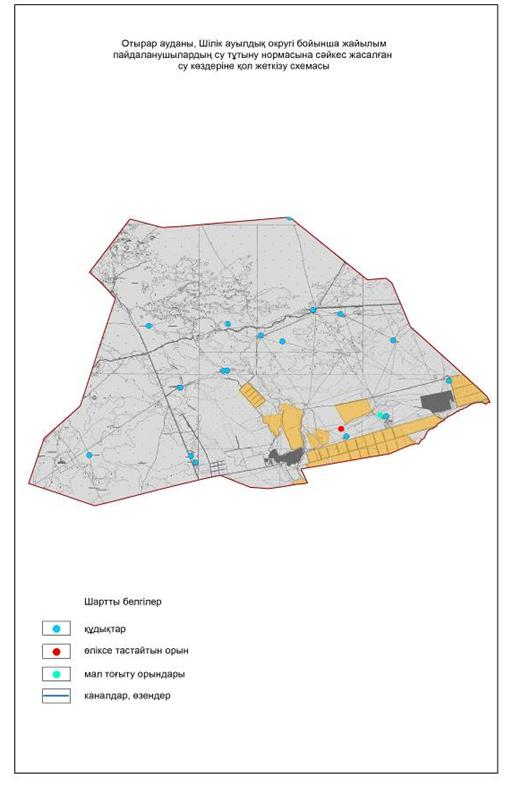 Отырар ауданы, Шілік ауылдық округі бойынша жайылым
пайдаланушылардың су тұтыну нормасына сәйкес жасалған
су көздеріне қол жеткізу схемасы
Шартты белгілер
құдықтар
өліксе тастайтын орын
мал тоғыту орындары
каналдар, өзендер